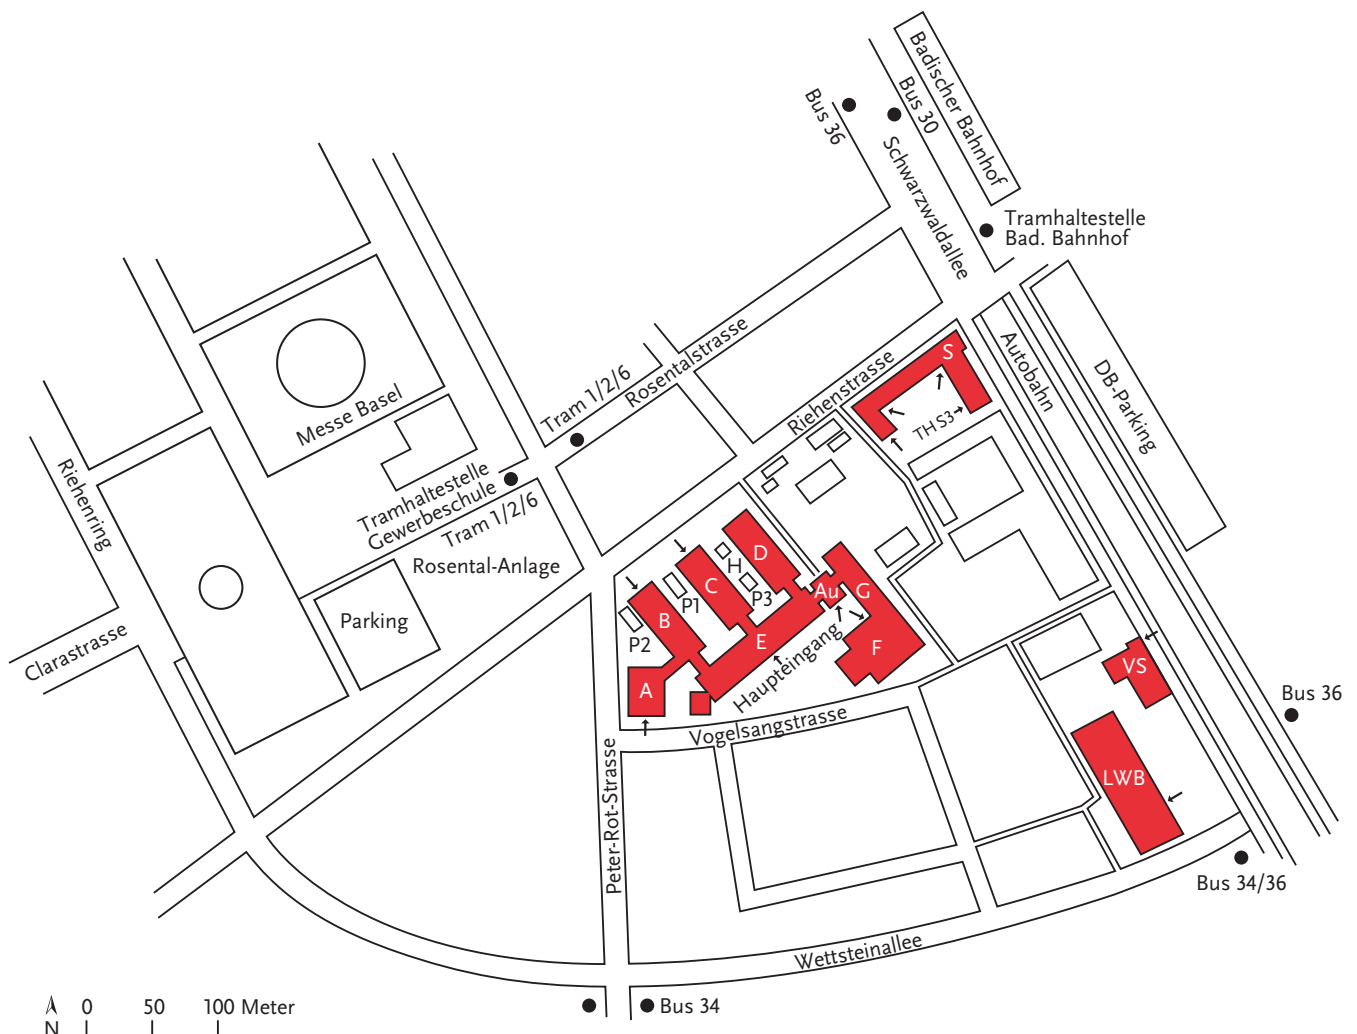 Badischer Bahnhof
Bus 36
Bus 30
Schwarzwaldallee
Tramhaltestelle
Bad. Bahnhof
Autobahn
DB-Parking
Rosentalstrasse
Tram 1/2/6
Riehenstrasse
S
TH.S3
Messe Basel
Riehenring
Tramhaltestelle
Gewerbeschule
Tram 1/2/6
Rosental-Anlage
Parking
Clarastrasse
D
H
C
P1
P3
B
P2
A
E
Au
G
F
Haupteingang
Vogelsangstrasse
Peter-Rot-Strasse
VS
LWB
Bus 36
Bus 34/36
Wettsteinallee
Bus 34
N
0
50
100 Meter